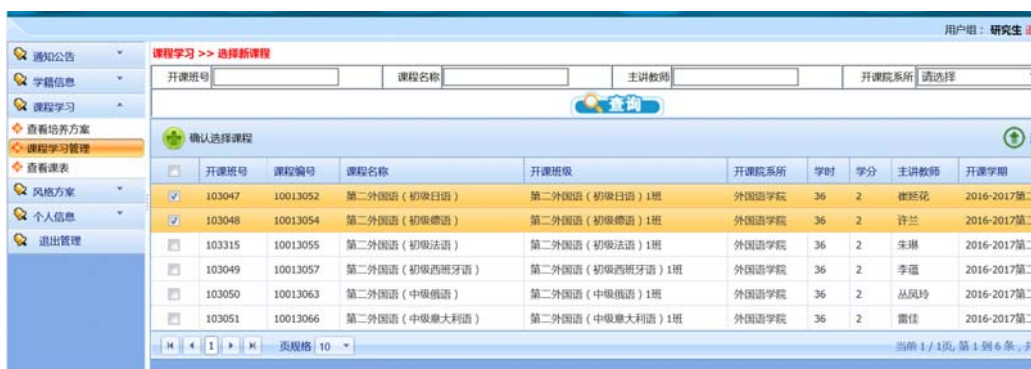 用户组： 研究生
通知公告
学籍信息
课程学习
查看培养方案
课程学习管理
查看课表
风格方案
个人信息
退出管理
课程学习 >> 选择新课程
开课班号 课程名称 主讲教师 开课院系所 请选择
查询
确认选择课程
开课班号 课程编号 课程名称 开课班级 开课院系所 学时 学分 主讲教师 开课学期
103047 10013052 第二外国语（初级日语） 第二外国语（初级日语）1班 外国语学院 36 2 崔延花 2016-2017第二
103048 10013054 第二外国语（初级德语） 第二外国语（初级德语）1班 外国语学院 36 2 许兰 2016-2017第二
103315 10013055 第二外国语（初级法语） 第二外国语（初级法语）1班 外国语学院 36 2 朱琳 2016-2017第二
103049 10013057 第二外国语（初级西班牙语） 第二外国语（初级西班牙语）1班 外国语学院 36 2 李蕴 2016-2017第二
103050 10013063 第二外国语（中级俄语） 第二外国语（中级俄语）1班 外国语学院 36 2 丛凤玲 2016-2017第二
103051 10013066 第二外国语（中级意大利语） 第二外国语（中级意大利语）1班 外国语学院 36 2 雷佳 2016-2017第二
1 页规格 10 当前 1 / 1页, 第 1 到 6 条，共